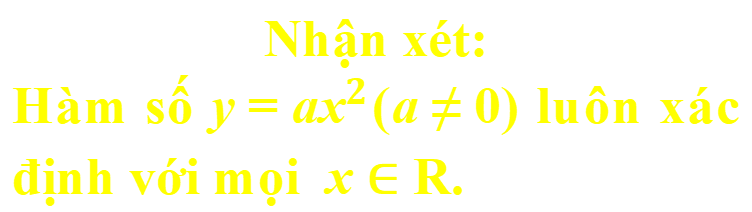 Nhận xét:
Hàm số y = ax² (a ≠ 0) luôn xác
định với mọi x ∈ R.